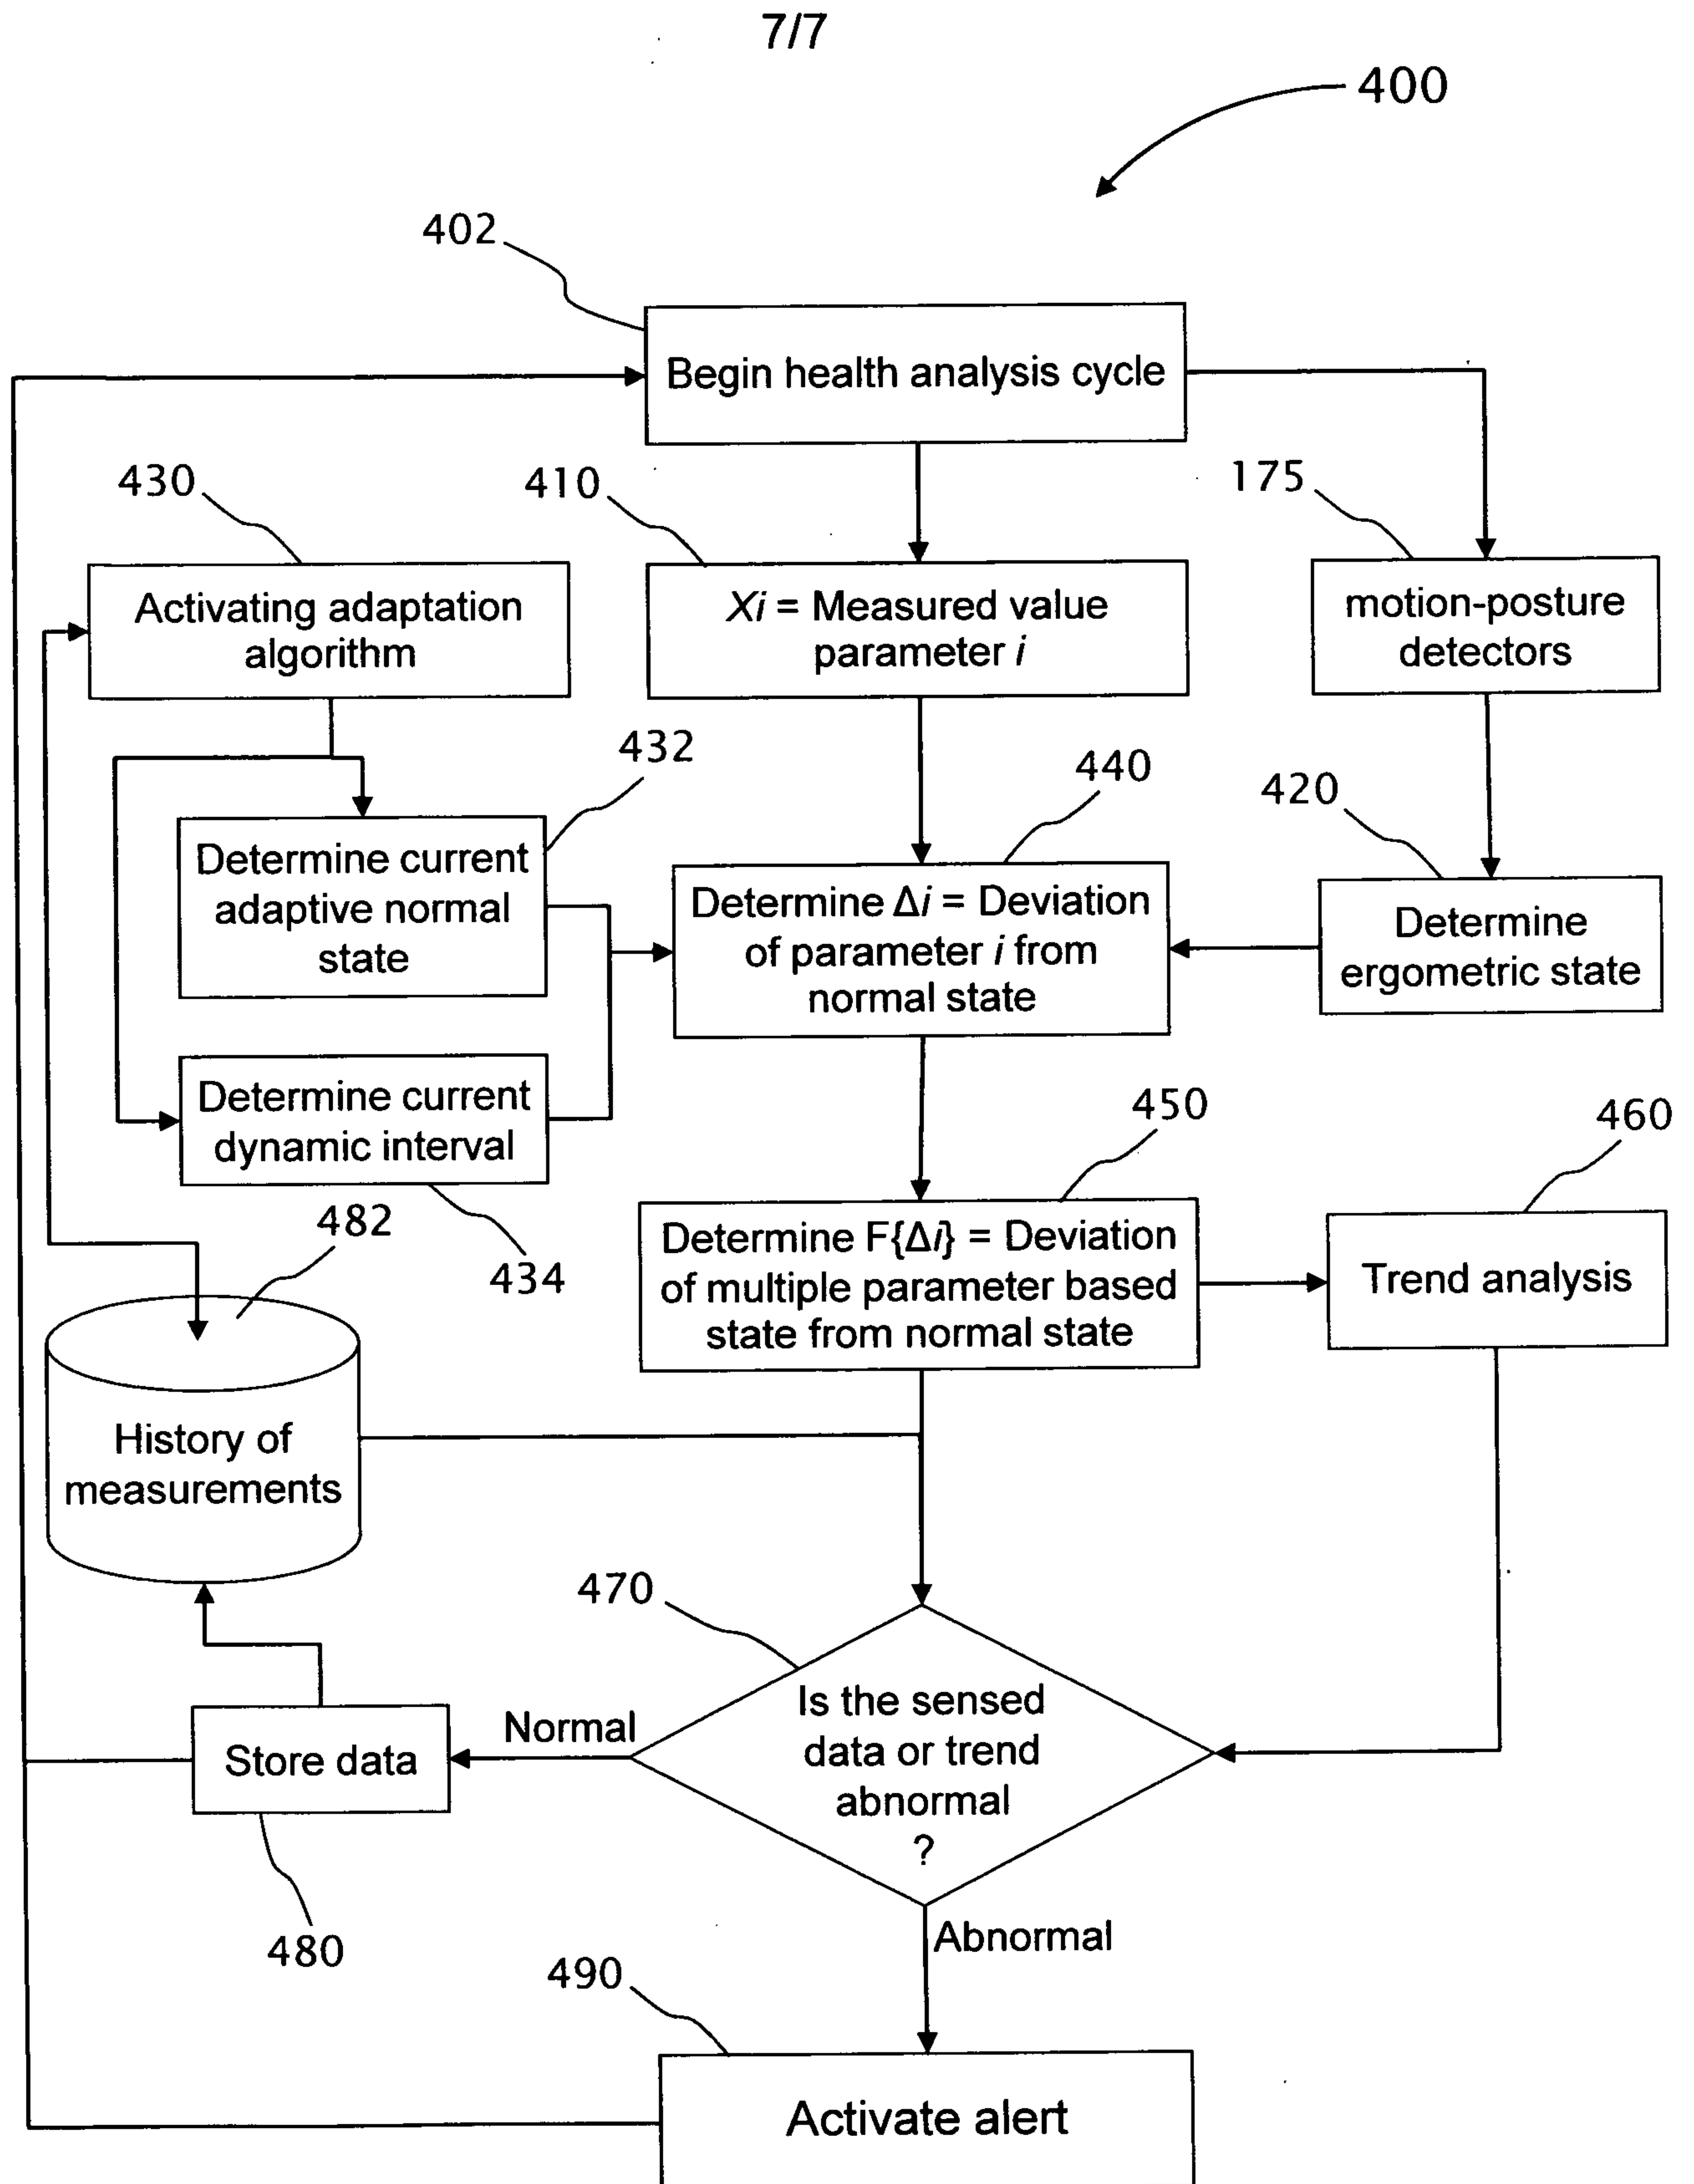 7/7
400
402
Begin health analysis cycle
430
410
175
Activating adaptation
algorithm
Xi = Measured value
parameter i
motion-posture
detectors
432
440
420
Determine current
adaptive normal
state
Determine Δi = Deviation
of parameter i from
normal state
Determine
ergometric state
Determine current
dynamic interval
434
450
460
482
Determine F{Δi} = Deviation
of multiple parameter based
state from normal state
Trend analysis
History of
measurements
470
Is the sensed
data or trend
abnormal
?
Normal
Store data
480
Abnormal
490
Activate alert